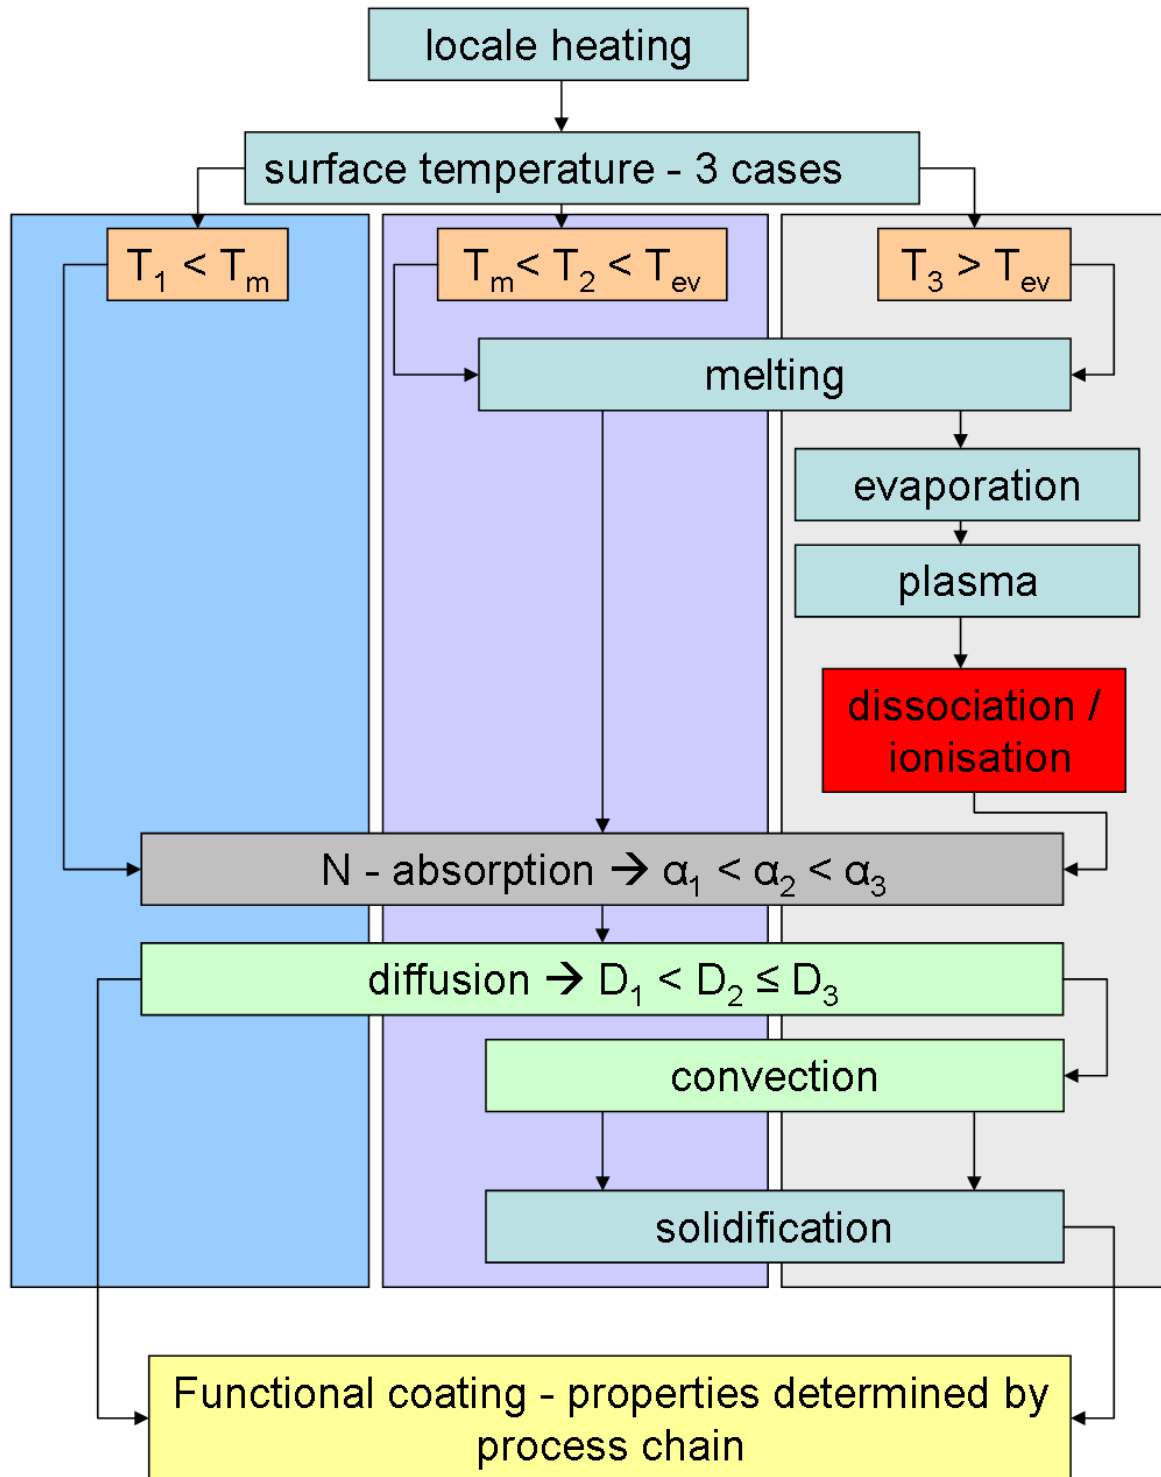 locale heating
surface temperature - 3 cases
T₁ < Tₘ
Tₘ< T₂ < Tₑᵥ
T₃ > Tₑᵥ
melting
evaporation
plasma
dissociation /
ionisation
N - absorption → α₁ < α₂ < α₃
diffusion → D₁ < D₂ ≤ D₃
convection
solidification
Functional coating - properties determined by
process chain